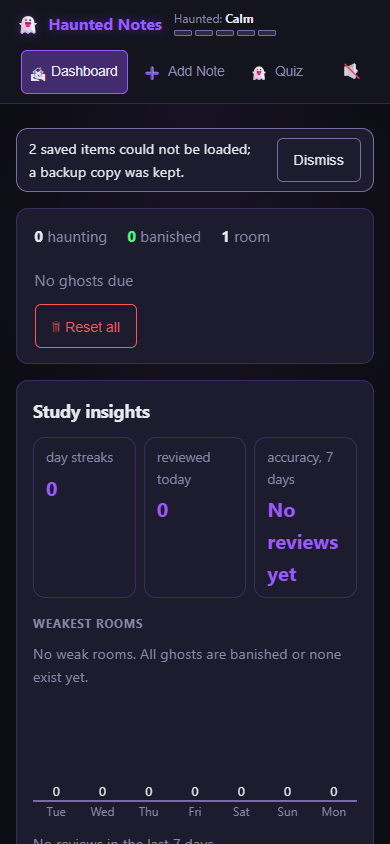 Haunted Notes
Haunted: Calm
Dashboard
Add Note
Quiz
2 saved items could not be loaded;
a backup copy was kept.
Dismiss
0 haunting 0 banished 1 room
No ghosts due
Reset all
Study insights
day streaks
0
reviewed
today
0
accuracy, 7
days
No
reviews
yet
WEAKEST ROOMS
No weak rooms. All ghosts are banished or none
exist yet.
0 0 0 0 0 0 0
Tue Wed Thu Fri Sat Sun Mon
No reviews in the last 7 days